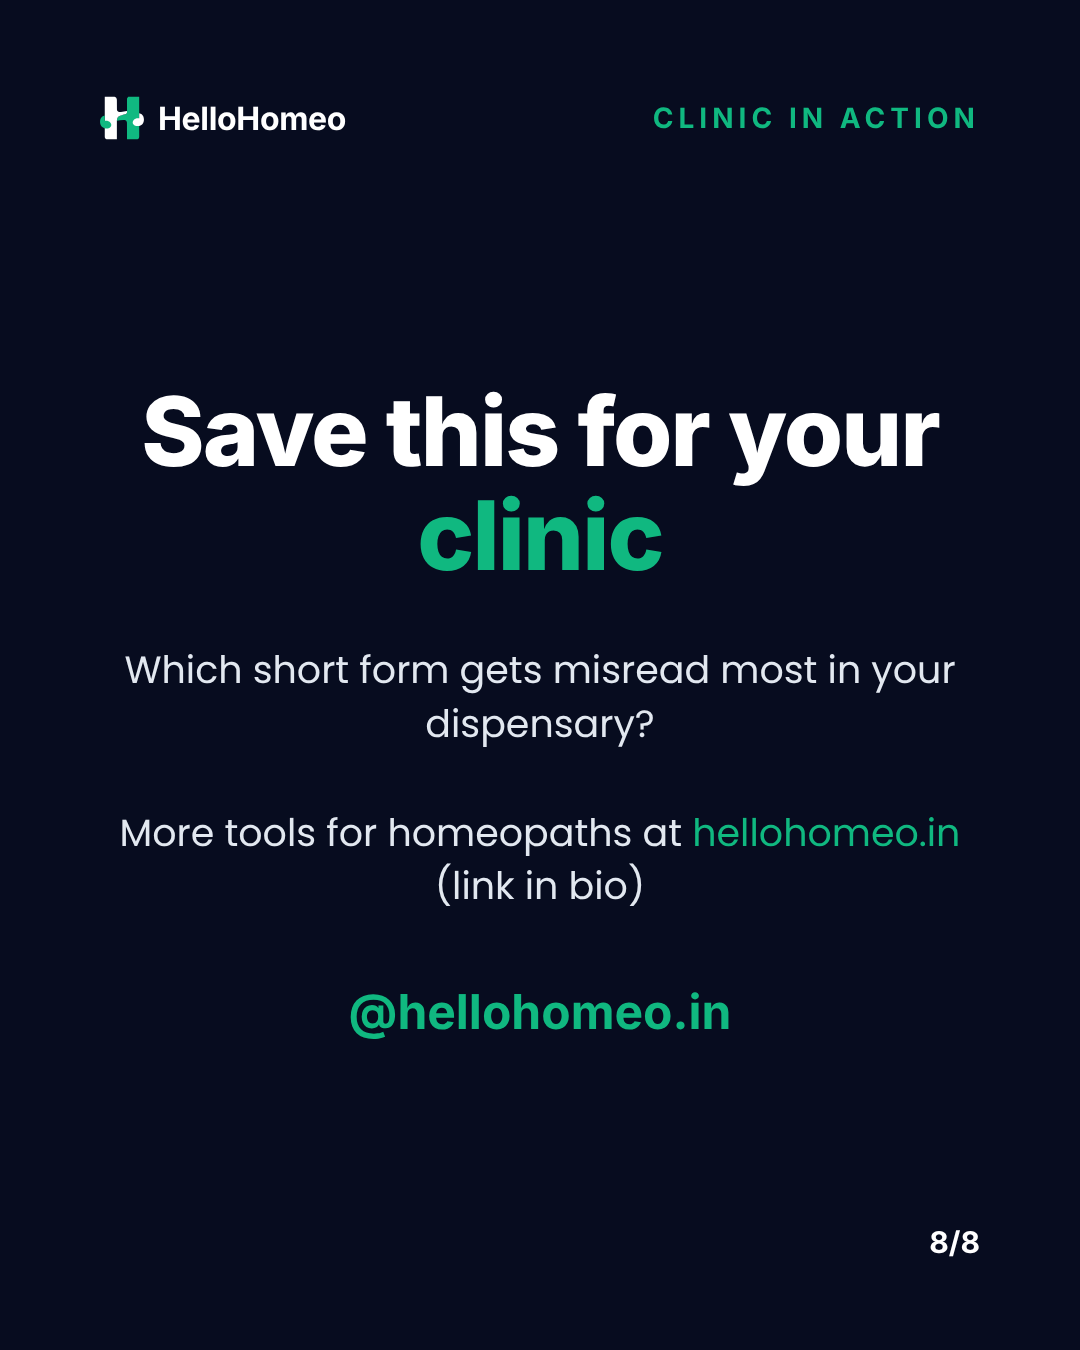 HelloHomeo
CLINIC IN ACTION
Save this for your
clinic
Which short form gets misread most in your
dispensary?
More tools for homeopaths at hellohomeo.in
(link in bio)
@hellohomeo.in
8/8